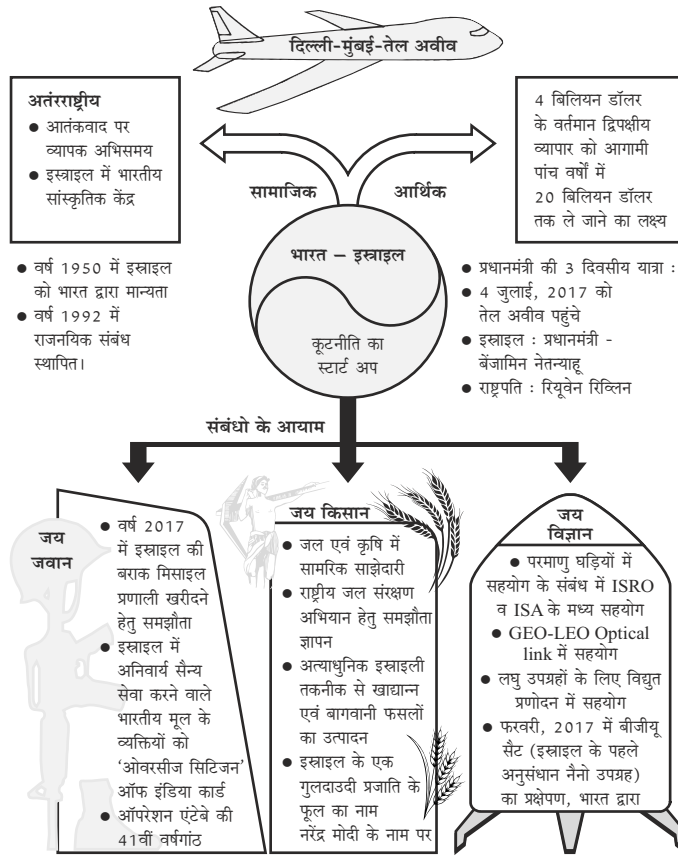 दिल्ली-मुंबई-तेल अवीव
अतंरराष्ट्रीय
● आतंकवाद पर
व्यापक अभिसमय
● इस्त्राइल में भारतीय
सांस्कृतिक केंद्र
4 बिलियन डॉलर
के वर्तमान द्विपक्षीय
व्यापार को आगामी
पांच वर्षों में
20 बिलियन डॉलर
तक ले जाने का लक्ष्य
सामाजिक
आर्थिक
● वर्ष 1950 में इस्राइल
को भारत द्वारा मान्यता
● वर्ष 1992 में
राजनयिक संबंध
स्थापित।
भारत – इस्त्राइल
कूटनीति का
स्टार्ट अप
● प्रधानमंत्री की 3 दिवसीय यात्रा :
● 4 जुलाई, 2017 को
तेल अवीव पहुंचे
● इस्राइल : प्रधानमंत्री -
बेंजामिन नेतन्याहू
● राष्ट्रपति : रियूवेन रिव्लिन
संबंधो के आयाम
जय
जवान
● वर्ष 2017
में इस्राइल की
बराक मिसाइल
प्रणाली खरीदने
हेतु समझौता
● इस्राइल में
अनिवार्य सैन्य
सेवा करने वाले
भारतीय मूल के
व्यक्तियों को
‘ओवरसीज सिटिजन’
ऑफ इंडिया कार्ड
● ऑपरेशन एंटेबे की
41वीं वर्षगांठ
जय किसान
● जल एवं कृषि में
सामरिक साझेदारी
● राष्ट्रीय जल संरक्षण
अभियान हेतु समझौता
ज्ञापन
● अत्याधुनिक इस्राइली
तकनीक से खाद्यान्न
एवं बागवानी फसलों
का उत्पादन
● इस्राइल के एक
गुलदाउदी प्रजाति के
फूल का नाम
नरेंद्र मोदी के नाम पर
जय
विज्ञान
● परमाणु घड़ियों में
सहयोग के संबंध में ISRO
व ISA के मध्य सहयोग
● GEO-LEO Optical
link में सहयोग
● लघु उपग्रहों के लिए विद्युत
प्रणोदन में सहयोग
● फरवरी, 2017 में बीजीयू
सैट (इस्राइल के पहले
अनुसंधान नैनो उपग्रह)
का प्रक्षेपण, भारत द्वारा